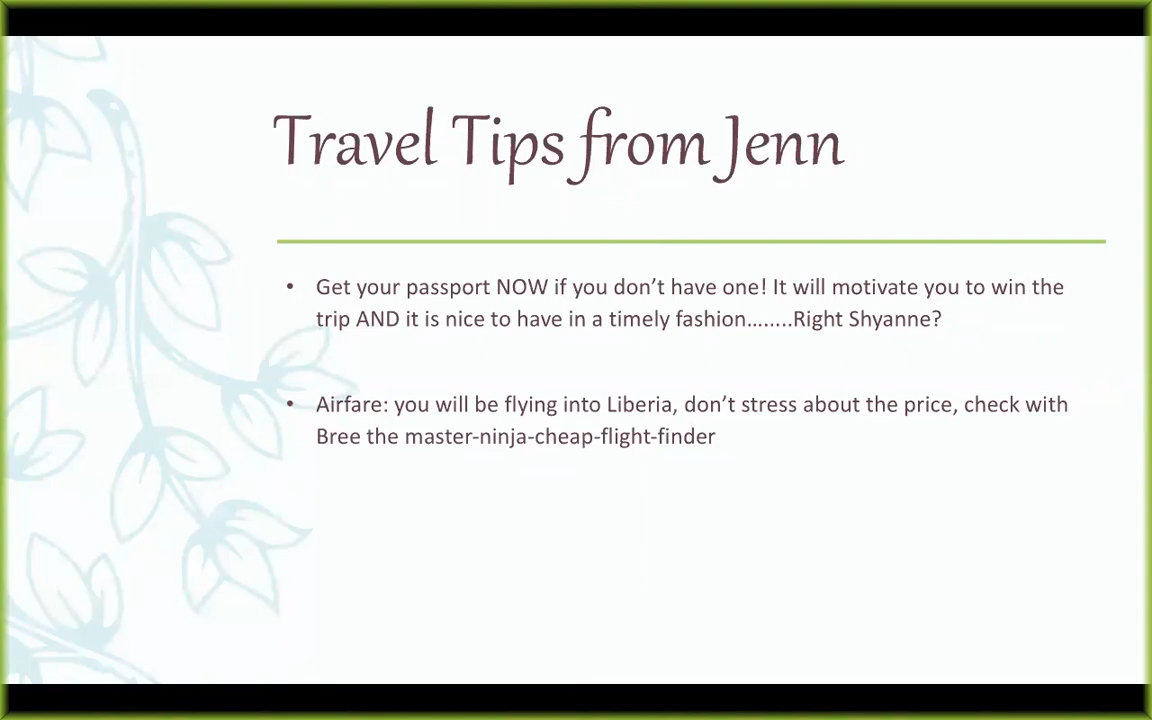 Travel Tips from Jenn
• Get your passport NOW if you don’t have one! It will motivate you to win the
trip AND it is nice to have in a timely fashion........Right Shyanne?
• Airfare: you will be flying into Liberia, don’t stress about the price, check with
Bree the master-ninja-cheap-flight-finder